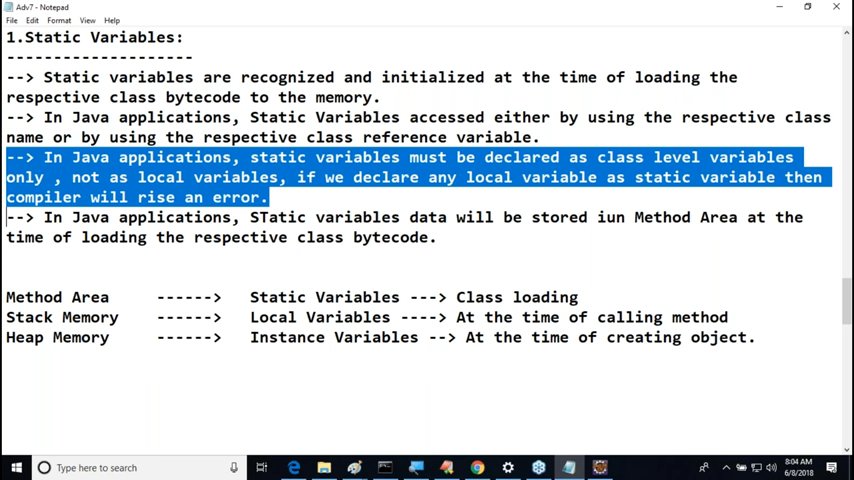 Adv7 - Notepad
File Edit Format View Help
1.Static Variables:
--------------------
--> Static variables are recognized and initialized at the time of loading the
respective class bytecode to the memory.
--> In Java applications, Static Variables accessed either by using the respective class
name or by using the respective class reference variable.
--> In Java applications, static variables must be declared as class level variables
only , not as local variables, if we declare any local variable as static variable then
compiler will rise an error.
--> In Java applications, STatic variables data will be stored iun Method Area at the
time of loading the respective class bytecode.
Method Area ------> Static Variables ---> Class loading
Stack Memory ------> Local Variables ----> At the time of calling method
Heap Memory ------> Instance Variables --> At the time of creating object.
Type here to search
8:04 AM
6/8/2018